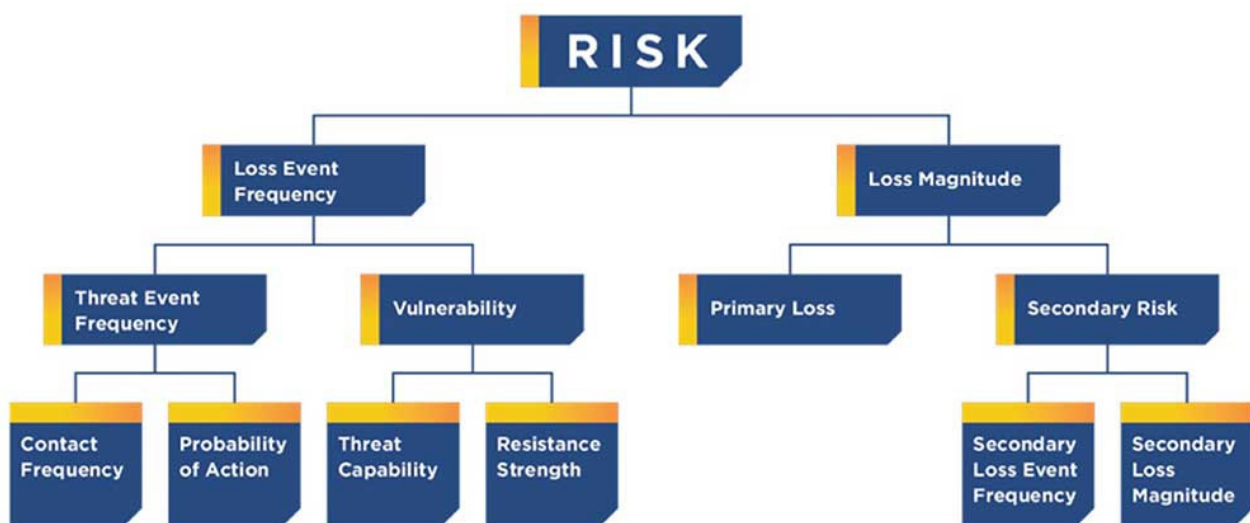 RISK
Loss Event
Frequency
Loss Magnitude
Threat Event
Frequency
Vulnerability
Primary Loss
Secondary Risk
Contact
Frequency
Probability
of Action
Threat
Capability
Resistance
Strength
Secondary
Loss Event
Frequency
Secondary
Loss
Magnitude